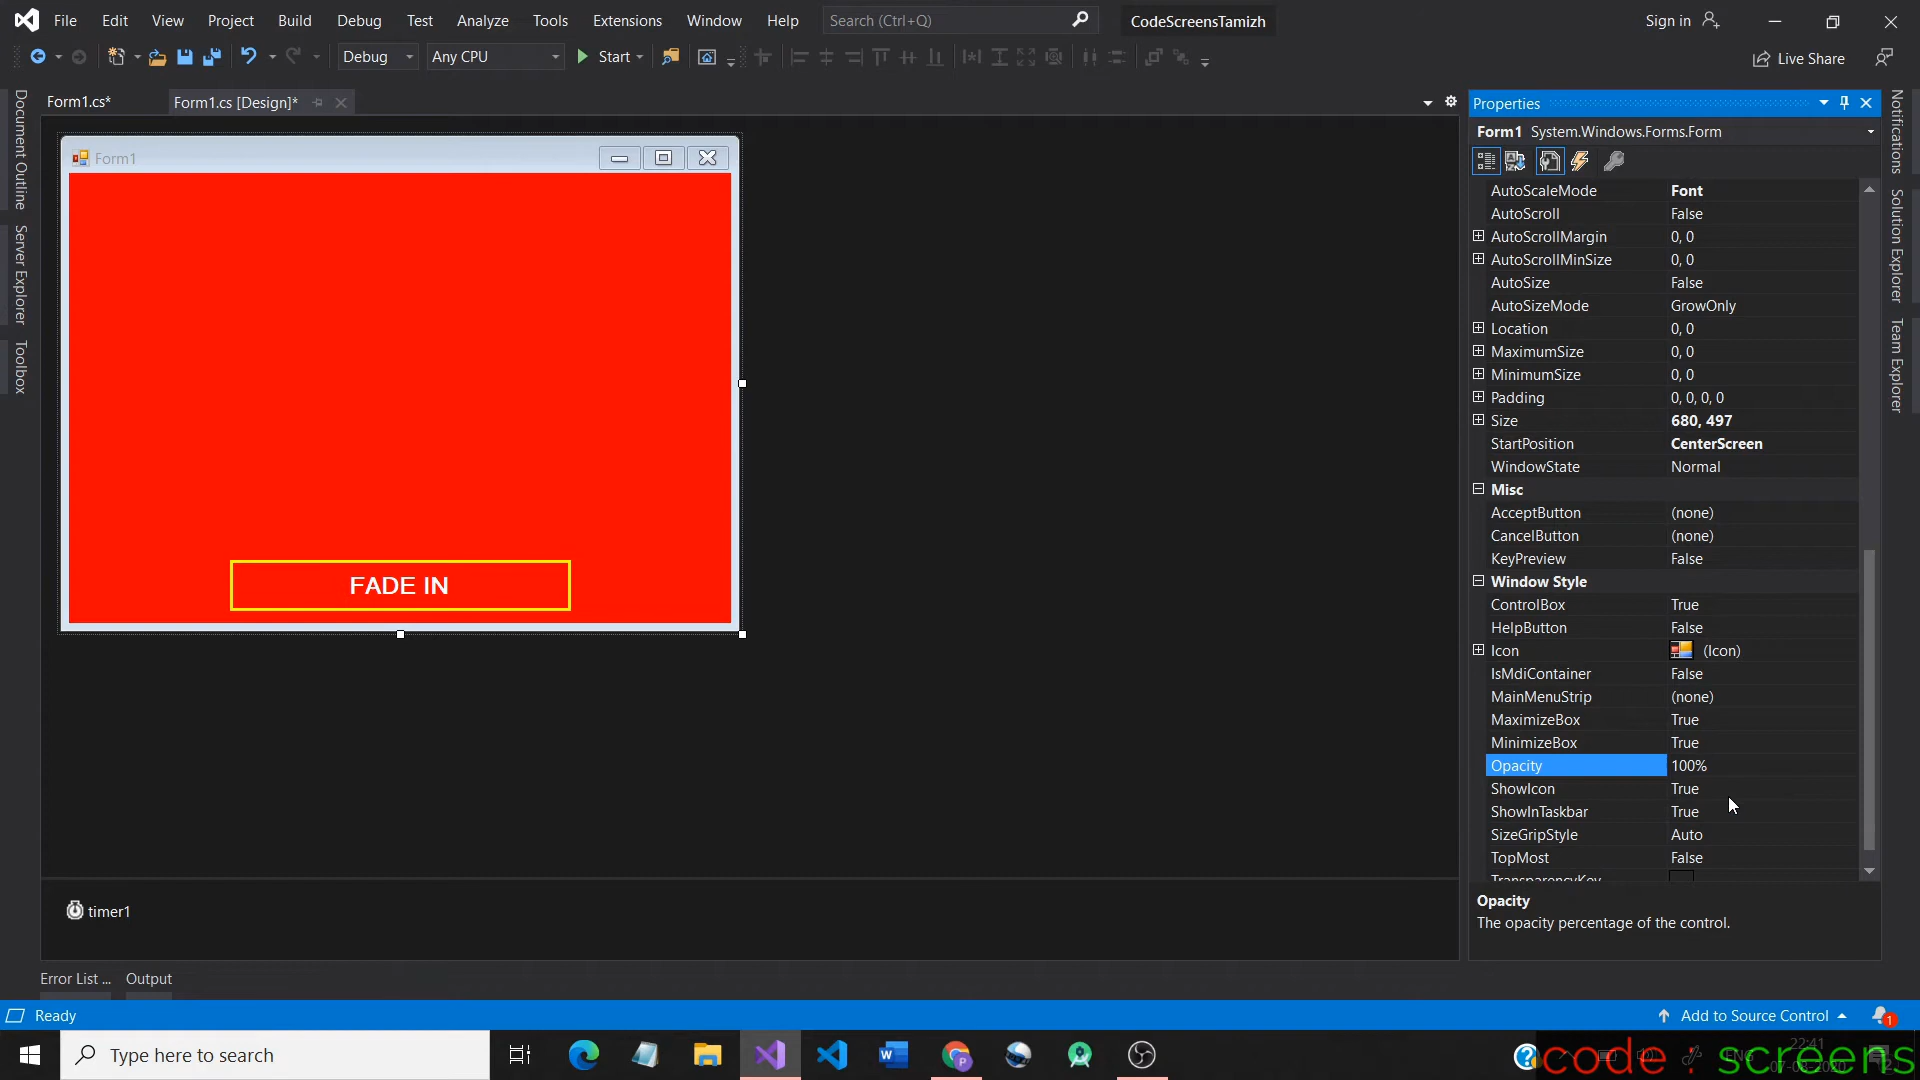 File Edit View Project Build Debug Test Analyze Tools Extensions Window Help Search (Ctrl+Q) CodeScreensTamizh Sign in
Debug Any CPU Start Live Share
Form1.cs* Form1.cs [Design]*
Document Outline
Server Explorer
Toolbox
Form1
FADE IN
timer1
Properties
Form1 System.Windows.Forms.Form
AutoScaleMode Font
AutoScroll False
AutoScrollMargin 0, 0
AutoScrollMinSize 0, 0
AutoSize False
AutoSizeMode GrowOnly
Location 0, 0
MaximumSize 0, 0
MinimumSize 0, 0
Padding 0, 0, 0, 0
Size 680, 497
StartPosition CenterScreen
WindowState Normal
Misc
AcceptButton (none)
CancelButton (none)
KeyPreview False
Window Style
ControlBox True
HelpButton False
Icon (Icon)
IsMdiContainer False
MainMenuStrip (none)
MaximizeBox True
MinimizeBox True
Opacity 100%
ShowIcon True
ShowInTaskbar True
SizeGripStyle Auto
TopMost False
TransparencyKey
Opacity
The opacity percentage of the control.
Notifications
Solution Explorer
Team Explorer
Error List ... Output
Ready Add to Source Control 1
Type here to search
22:41
code : screens